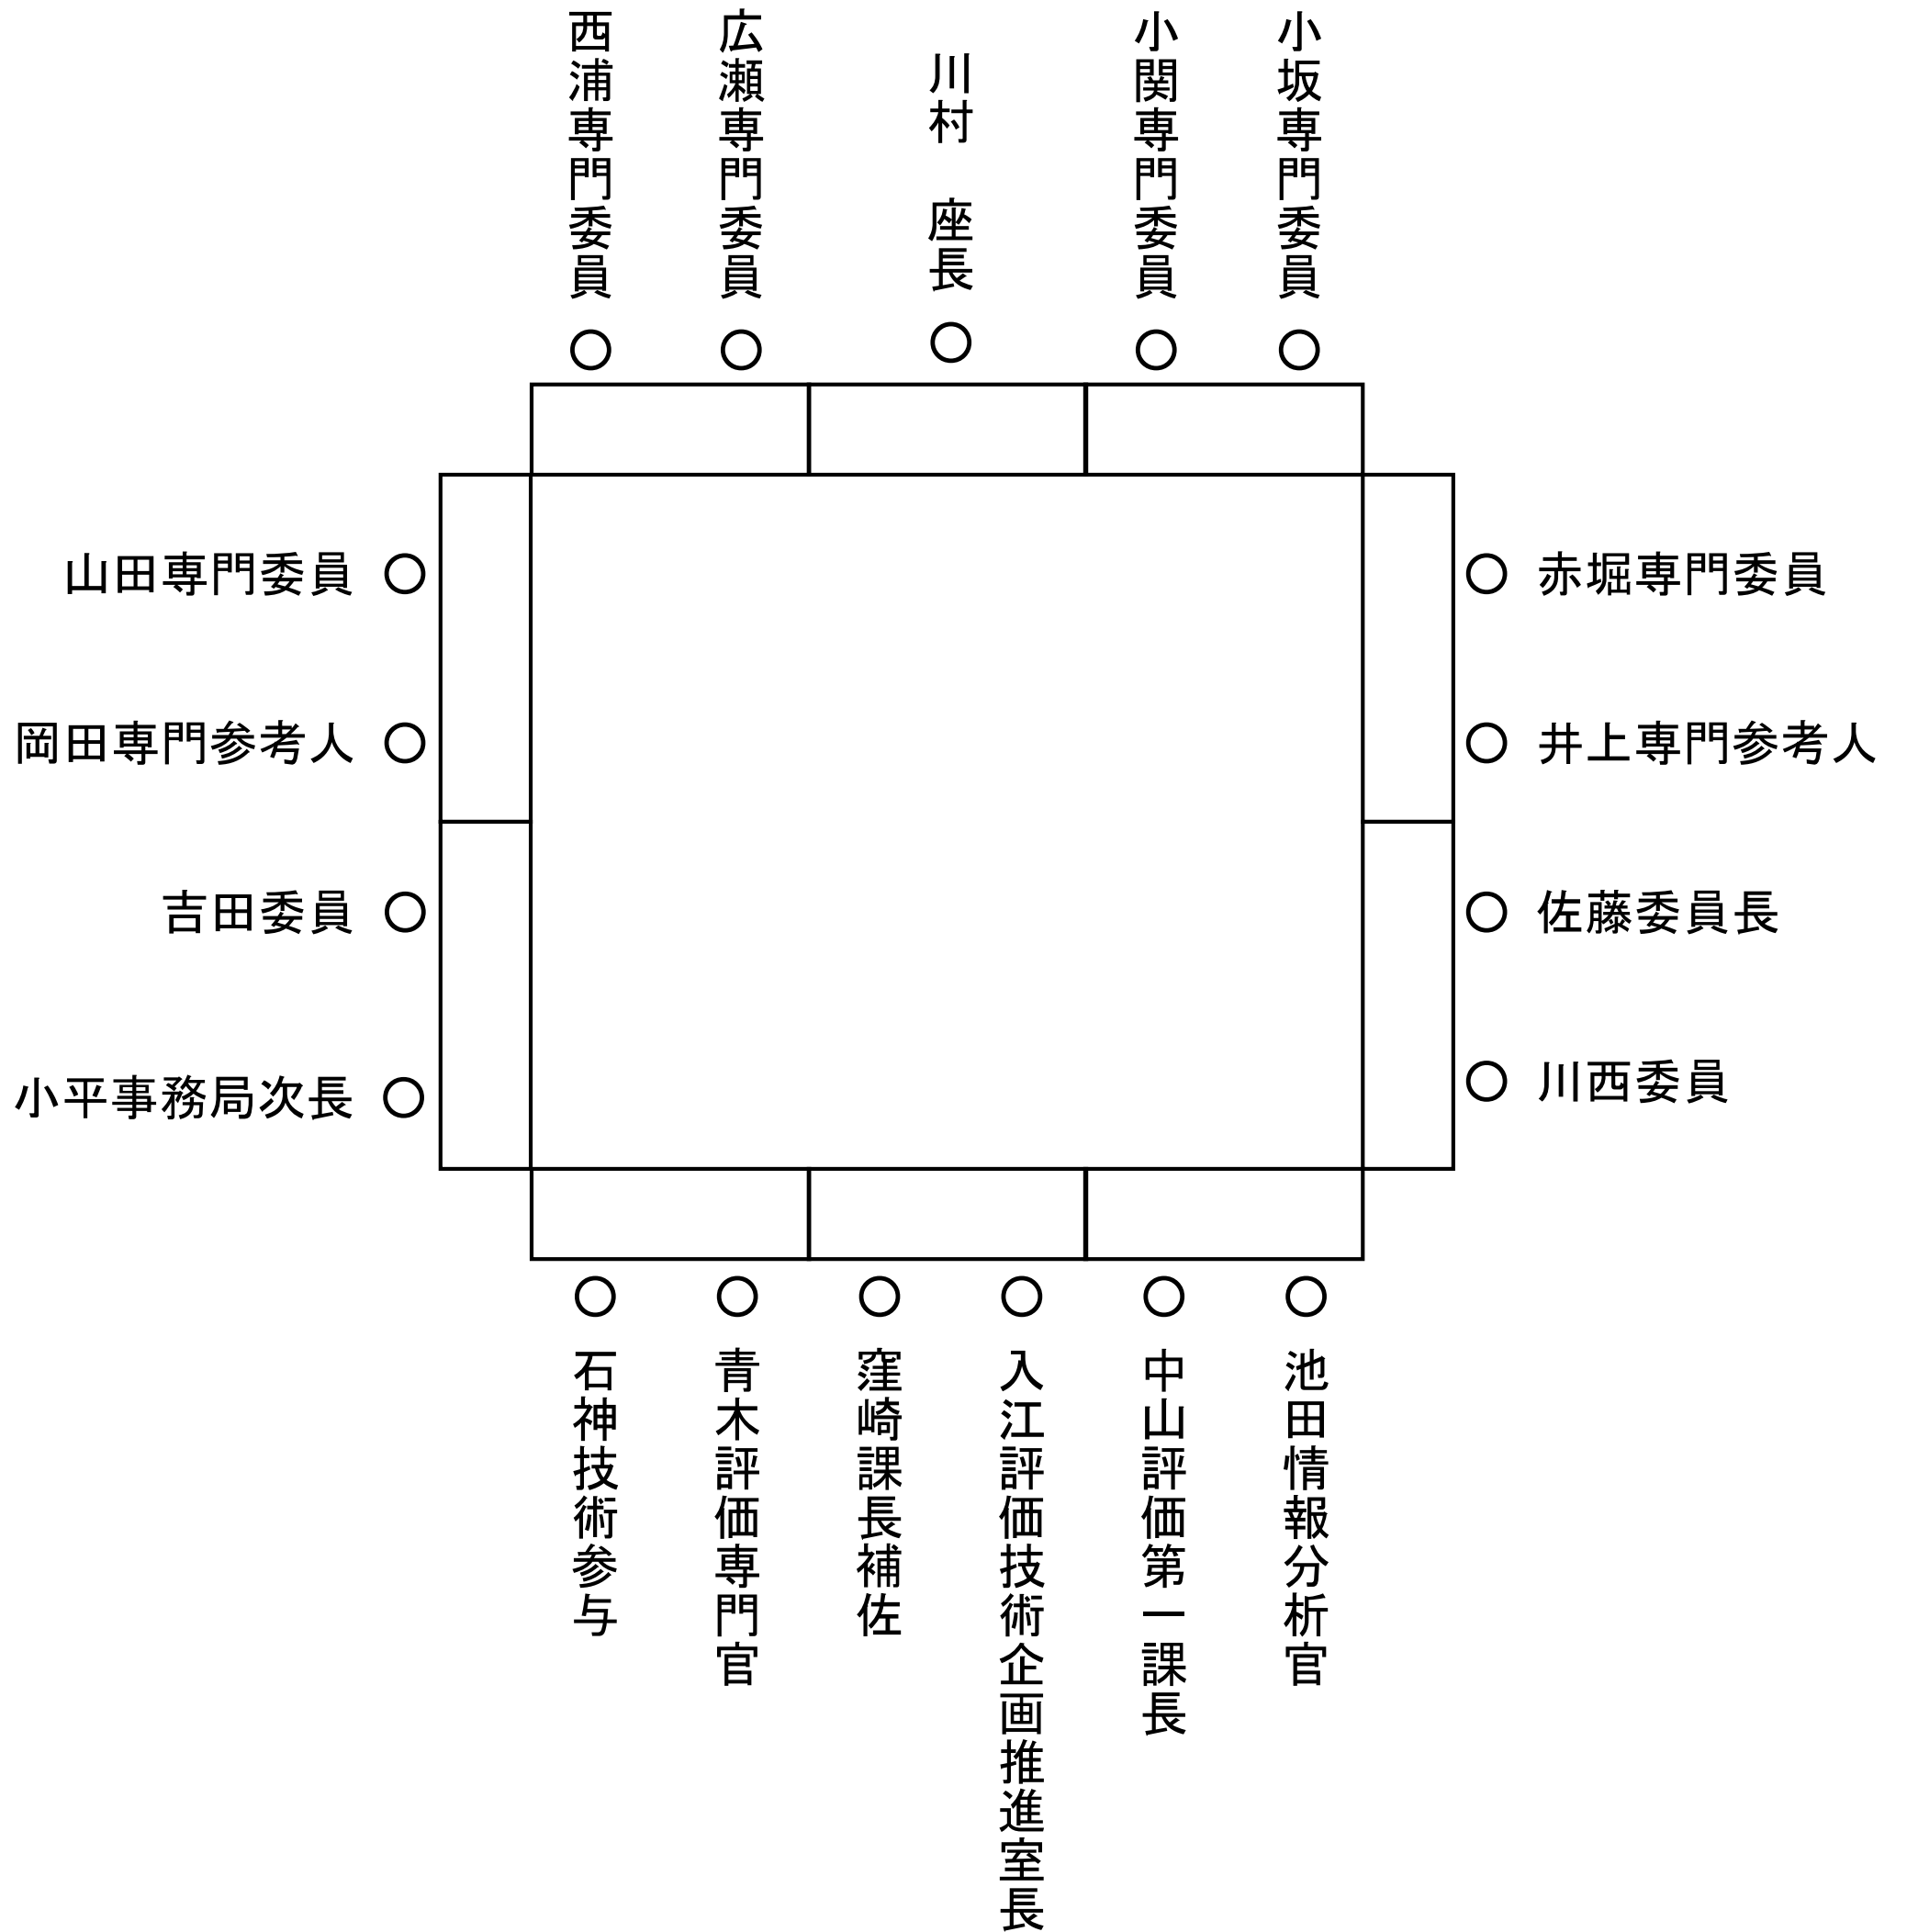 西浦専門委員
広瀬専門委員
川村　座長
小関専門委員
小坂専門委員
山田専門委員
岡田専門参考人
吉田委員
小平事務局次長
赤堀専門委員
井上専門参考人
佐藤委員長
川西委員
石神技術参与
青木評価専門官
窪崎課長補佐
入江評価技術企画推進室長
中山評価第一課長
池田情報分析官